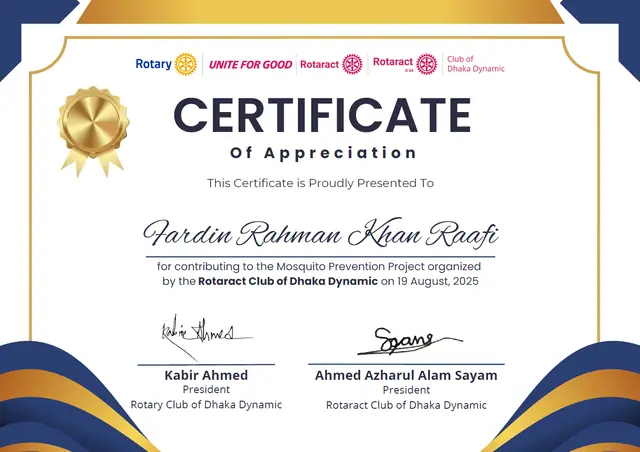 Rotary UNITE FOR GOOD Rotaract Rotaract Club of
Dhaka Dynamic
CERTIFICATE
Of Appreciation
This Certificate is Proudly Presented To
Fardin Rahman Khan Raafi
for contributing to the Mosquito Prevention Project organized
by the Rotaract Club of Dhaka Dynamic on 19 August, 2025
Kabir Ahmed
Kabir Ahmed
President
Rotary Club of Dhaka Dynamic
Ahmed Azharul Alam Sayam
President
Rotaract Club of Dhaka Dynamic